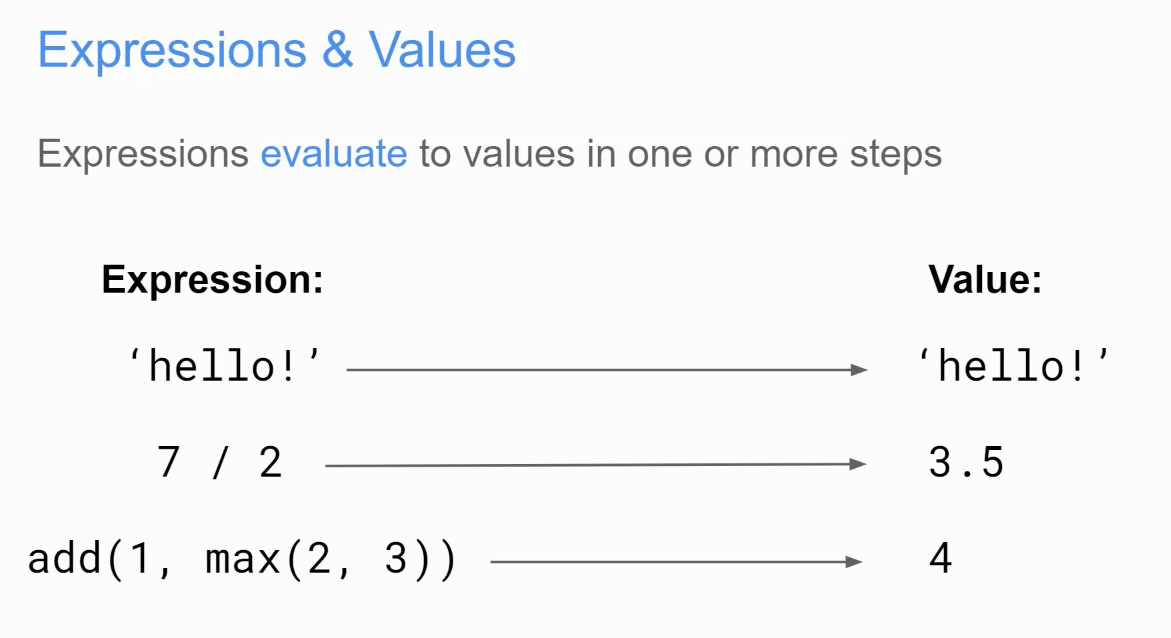 Expressions & Values
Expressions evaluate to values in one or more steps
Expression: Value:
‘hello!’ ‘hello!’
7 / 2 3.5
add(1, max(2, 3)) 4